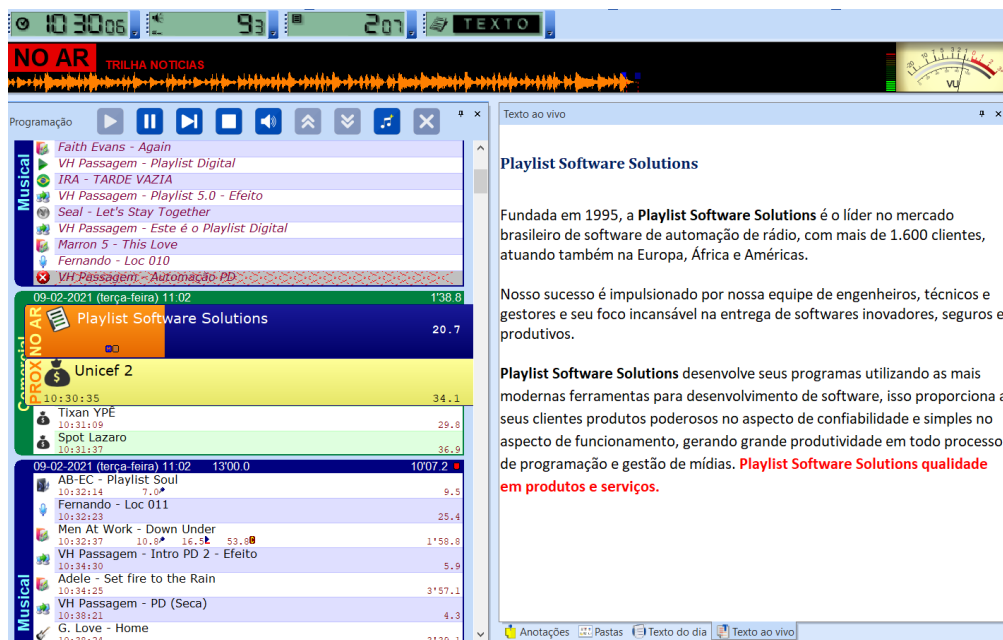 10 30 06 93 2 07 TEXTO
NO AR TRILHA NOTICIAS
VU
Programação
Musical
Faith Evans - Again
VH Passagem - Playlist Digital
IRA - TARDE VAZIA
VH Passagem - Playlist 5.0 - Efeito
Seal - Let's Stay Together
VH Passagem - Este é o Playlist Digital
Marron 5 - This Love
Fernando - Loc 010
VH Passagem - Automação PD
Comercial
09-02-2021 (terça-feira) 11:02 1'38.8
NO AR
Playlist Software Solutions
20.7
PROX
Unicef 2
10:30:35 34.1
Tixan YPÊ
10:31:09 29.8
Spot Lazaro
10:31:37 36.9
Musical
09-02-2021 (terça-feira) 11:02 13'00.0 10'07.2
AB-EC - Playlist Soul
10:32:14 7.0 9.5
Fernando - Loc 011
10:32:23 25.4
Men At Work - Down Under
10:32:37 10.8 16.5 53.8 1'58.8
VH Passagem - Intro PD 2 - Efeito
10:34:30 5.9
Adele - Set fire to the Rain
10:34:25 3'57.1
VH Passagem - PD (Seca)
10:38:21 4.3
G. Love - Home
Texto ao vivo
Playlist Software Solutions
Fundada em 1995, a Playlist Software Solutions é o líder no mercado
brasileiro de software de automação de rádio, com mais de 1.600 clientes,
atuando também na Europa, África e Américas.
Nosso sucesso é impulsionado por nossa equipe de engenheiros, técnicos e
gestores e seu foco incansável na entrega de softwares inovadores, seguros e
produtivos.
Playlist Software Solutions desenvolve seus programas utilizando as mais
modernas ferramentas para desenvolvimento de software, isso proporciona a
seus clientes produtos poderosos no aspecto de confiabilidade e simples no
aspecto de funcionamento, gerando grande produtividade em todo processo
de programação e gestão de mídias. Playlist Software Solutions qualidade
em produtos e serviços.
Anotações Pastas Texto do dia Texto ao vivo